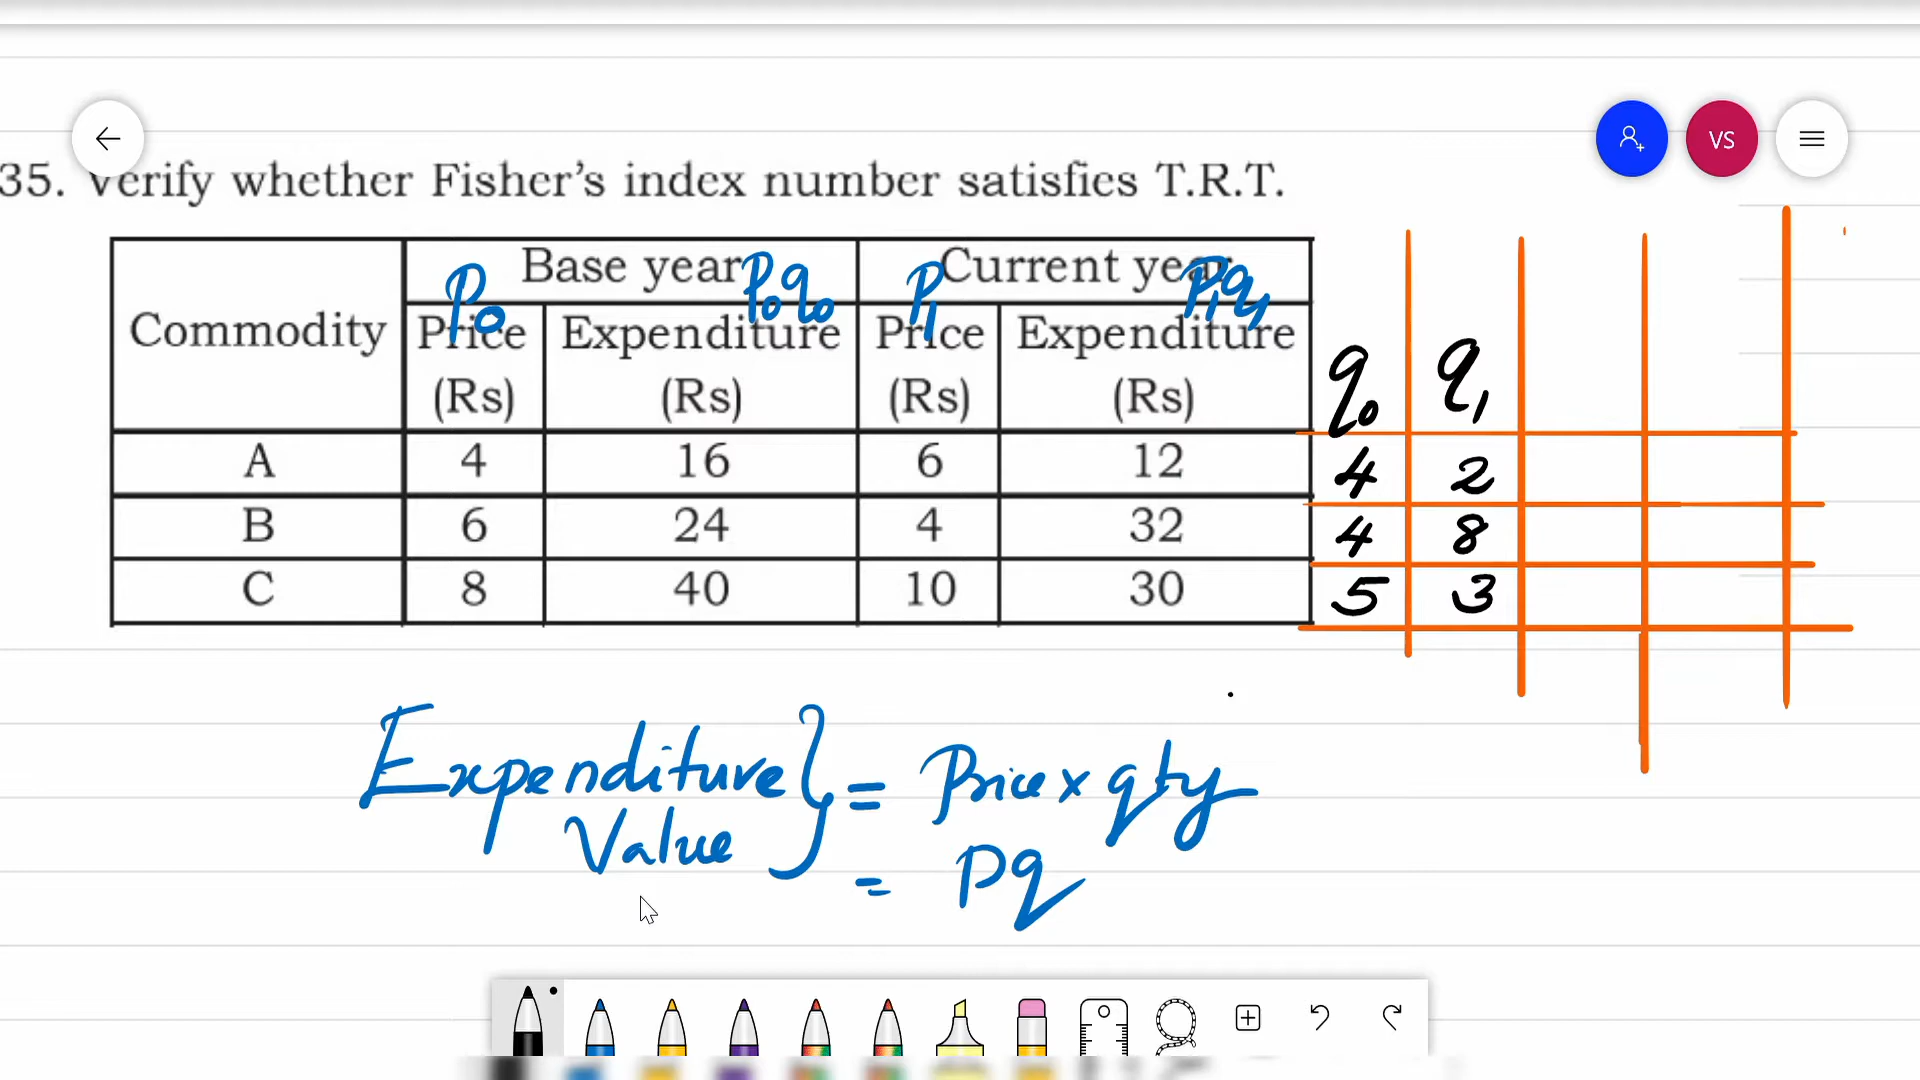 VS
35. Verify whether Fisher's index number satisfies T.R.T.
Commodity Base year Current year
p₀ p₀q₀ p₁ p₁q₁
Price (Rs) Expenditure (Rs) Price (Rs) Expenditure (Rs) q₀ q₁
A 4 16 6 12 4 2
B 6 24 4 32 4 8
C 8 40 10 30 5 3
Expenditure } = Price x qty
Value = pq